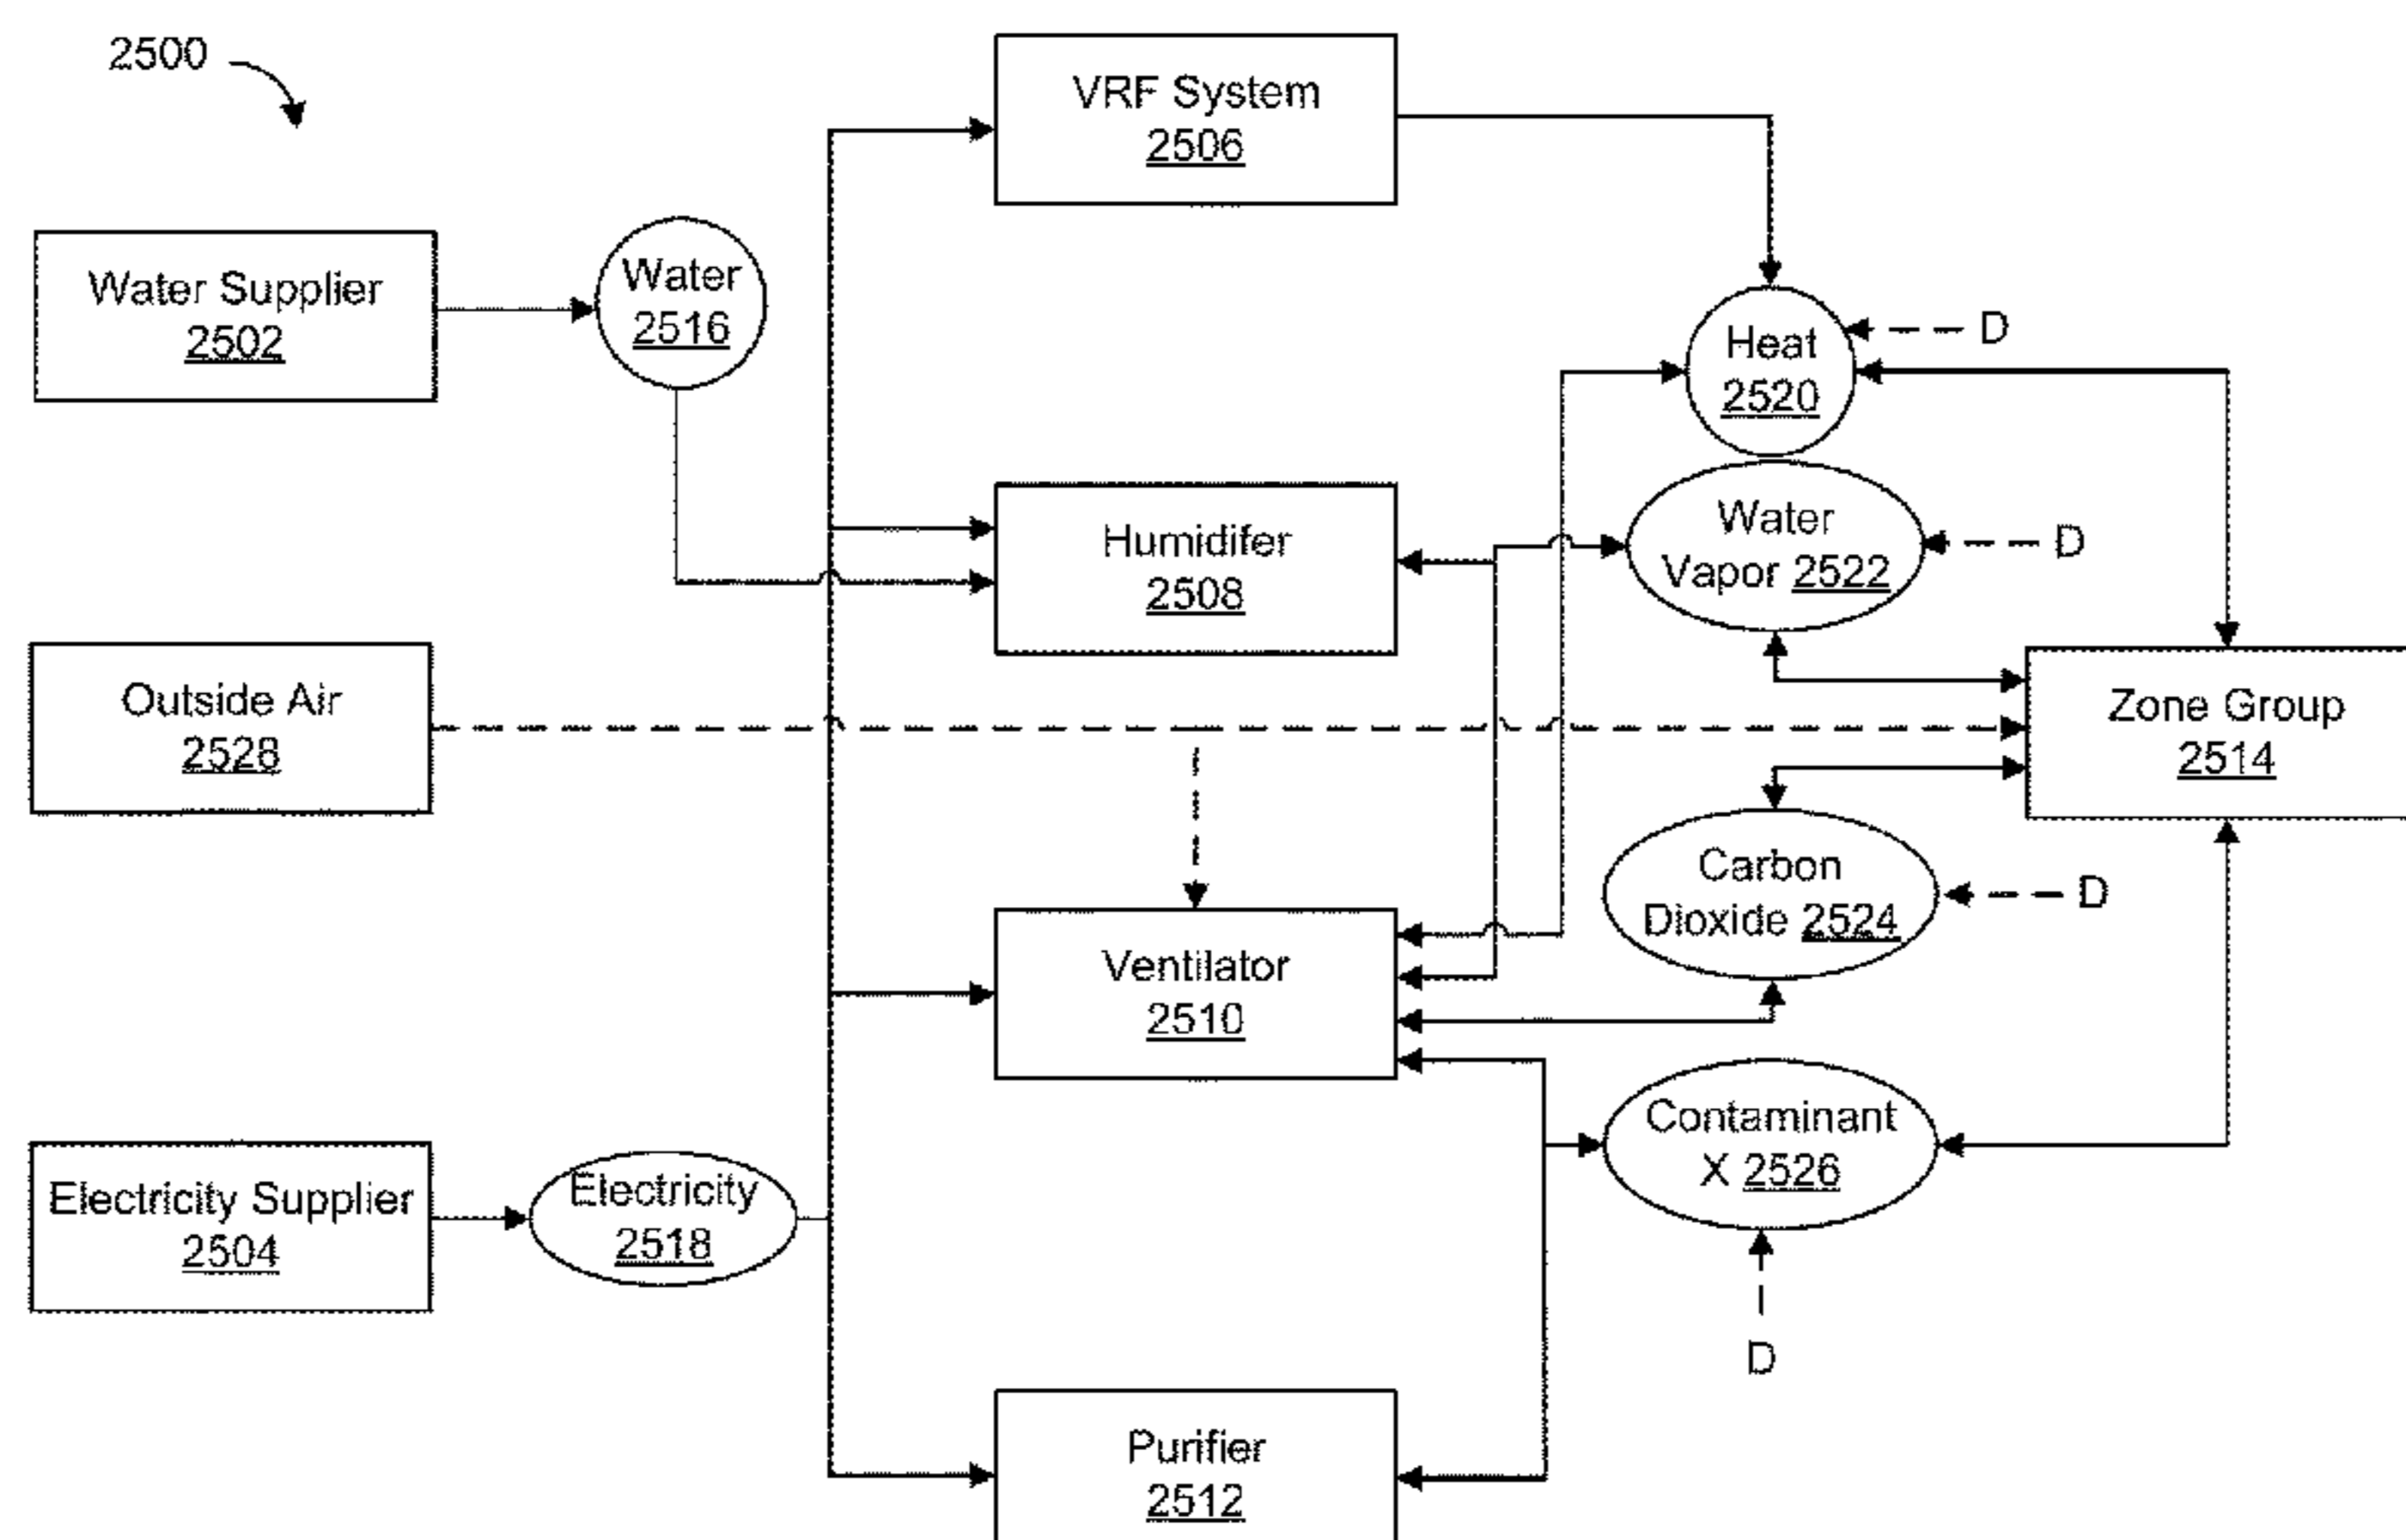 2500
VRF System
2506
Water Supplier
2502
Water
2516
Heat
2520
D
Humidifer
2508
Water
Vapor 2522
D
Outside Air
2528
Zone Group
2514
Carbon
Dioxide 2524
D
Ventilator
2510
Contaminant
X 2526
D
Electricity Supplier
2504
Electricity
2518
Purifier
2512